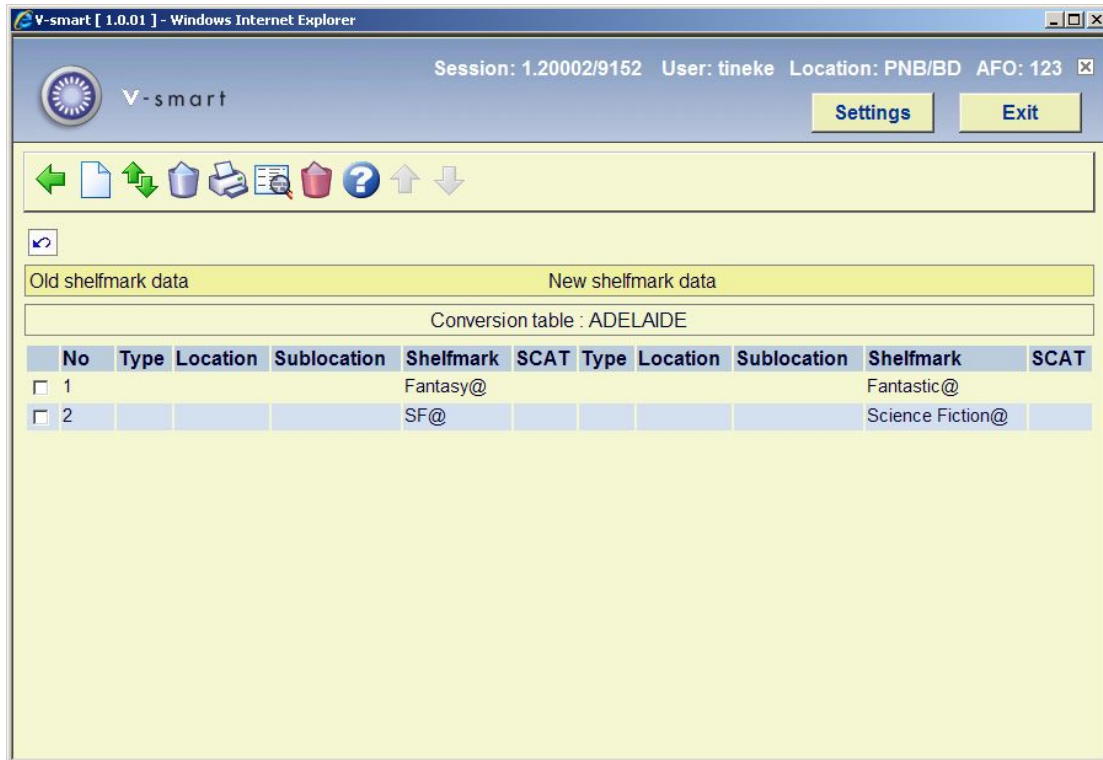 V-smart [ 1.0.01 ] - Windows Internet Explorer
Session: 1.20002/9152 User: tineke Location: PNB/BD AFO: 123
V-smart
Settings Exit
Old shelfmark data New shelfmark data
Conversion table : ADELAIDE
No Type Location Sublocation Shelfmark SCAT Type Location Sublocation Shelfmark SCAT
1 Fantasy@ Fantastic@
2 SF@ Science Fiction@